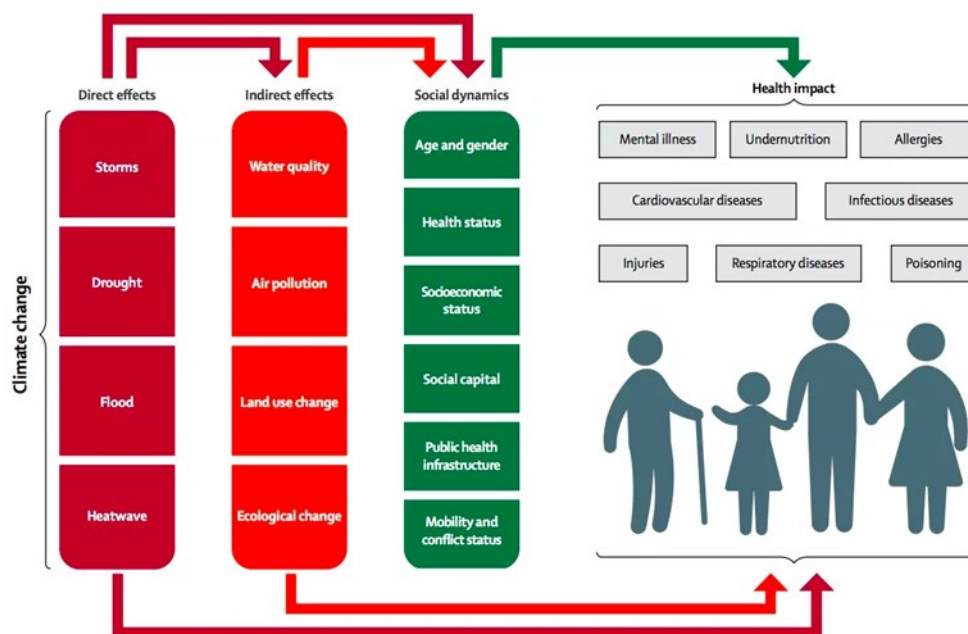 Direct effects
Indirect effects
Social dynamics
Health impact
Climate change
Storms
Drought
Flood
Heatwave
Water quality
Air pollution
Land use change
Ecological change
Age and gender
Health status
Socioeconomic
status
Social capital
Public health
infrastructure
Mobility and
conflict status
Mental illness
Undernutrition
Allergies
Cardiovascular diseases
Infectious diseases
Injuries
Respiratory diseases
Poisoning